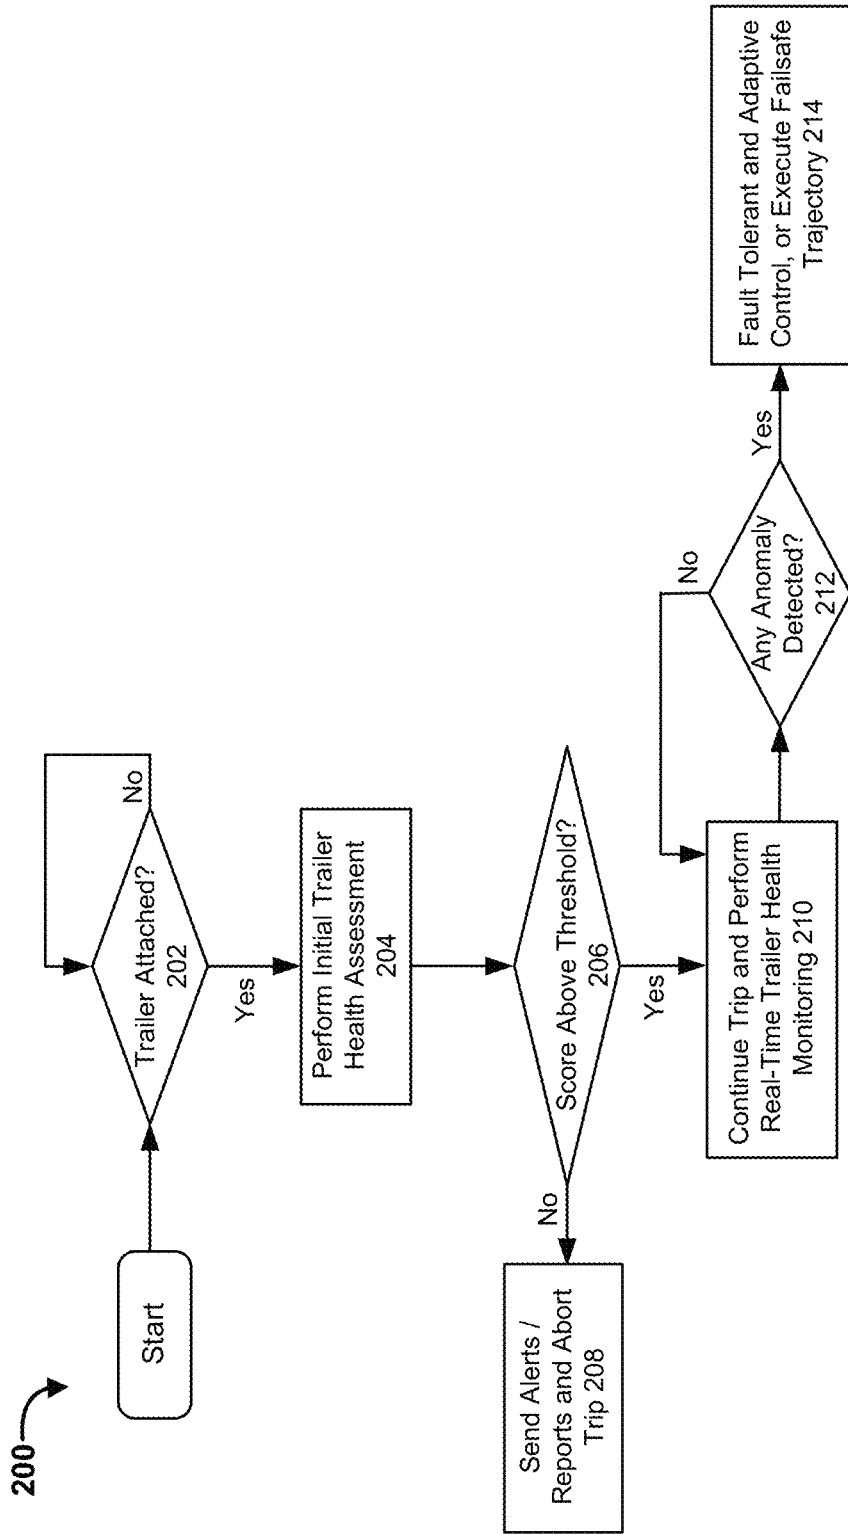 200
Start
Trailer Attached?
202
No
Yes
Perform Initial Trailer
Health Assessment
204
Score Above Threshold?
206
No
Yes
Send Alerts /
Reports and Abort
Trip 208
Continue Trip and Perform
Real-Time Trailer Health
Monitoring 210
Any Anomaly
Detected?
212
No
Yes
Fault Tolerant and Adaptive
Control, or Execute Failsafe
Trajectory 214